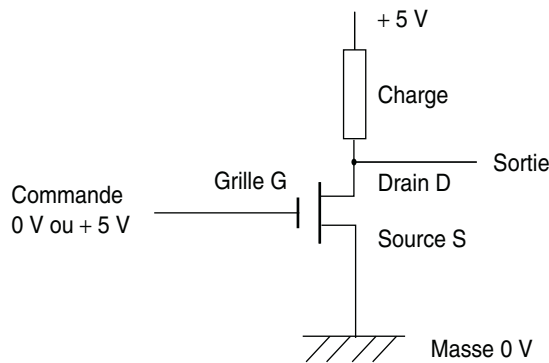 + 5 V
Charge
Sortie
Grille G
Drain D
Commande
0 V ou + 5 V
Source S
Masse 0 V